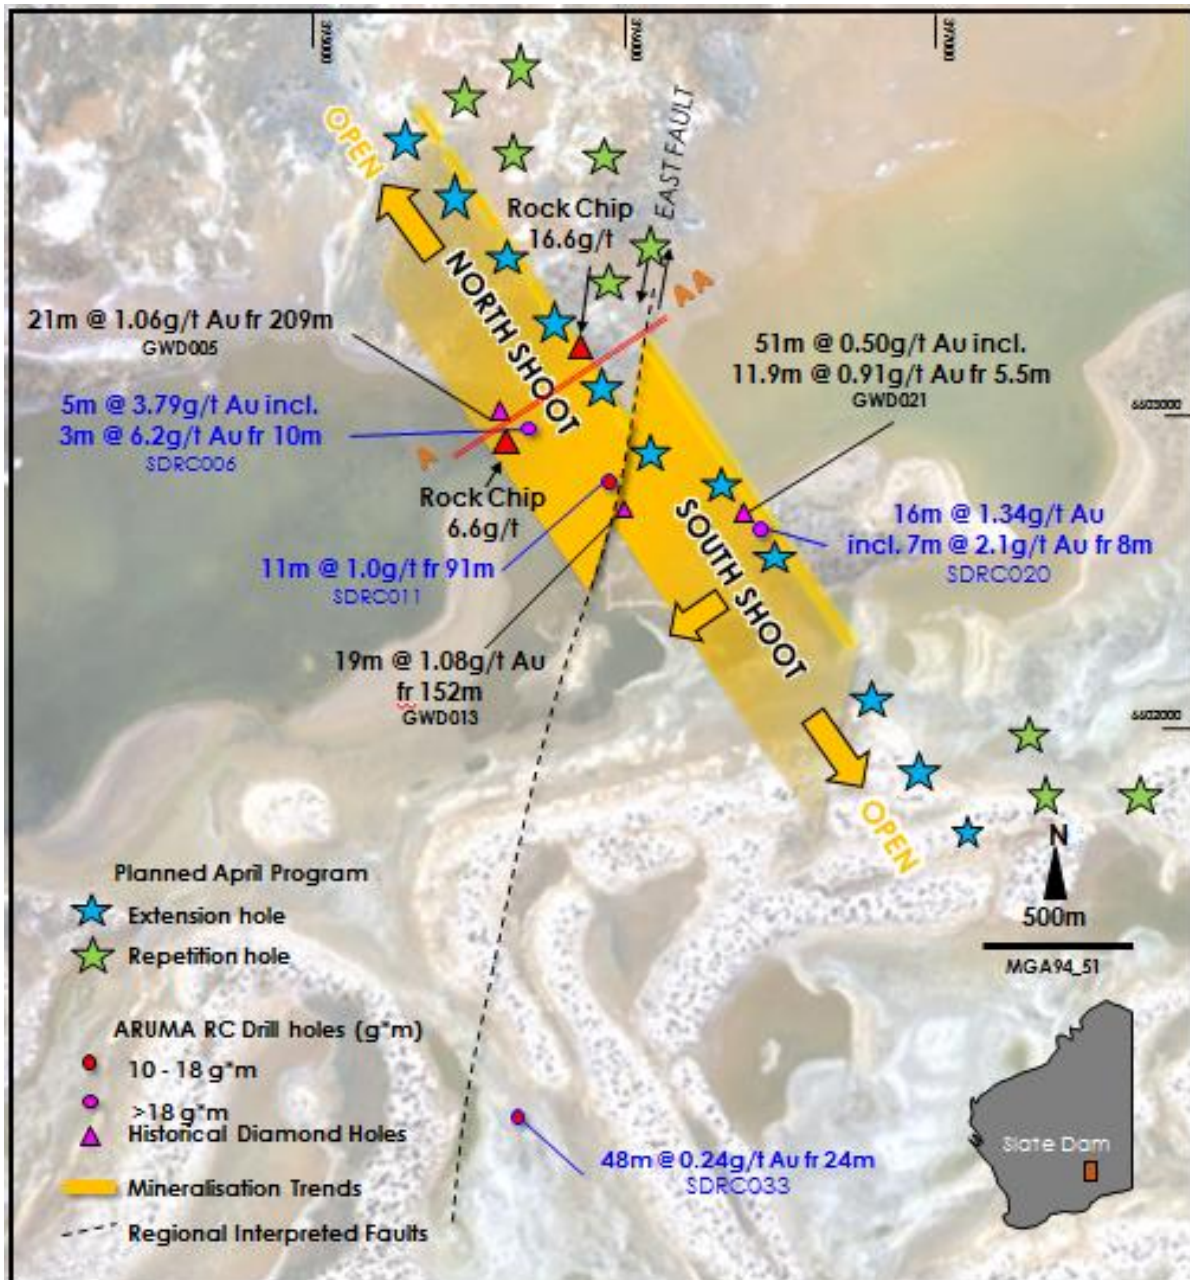 315000
316000
317000
OPEN
EAST FAULT
Rock Chip
16.6g/t
NORTH SHOOT
AA
21m @ 1.06g/t Au fr 209m
GWD005
51m @ 0.50g/t Au incl.
11.9m @ 0.91g/t Au fr 5.5m
GWD021
5m @ 3.79g/t Au incl.
3m @ 6.2g/t Au fr 10m
SDRC006
6603000
A
Rock Chip
6.6g/t
16m @ 1.34g/t Au
incl. 7m @ 2.1g/t Au fr 8m
SDRC020
11m @ 1.0g/t fr 91m
SDRC011
SOUTH SHOOT
19m @ 1.08g/t Au
fr 152m
GWD013
6602000
OPEN
N
500m
MGA94_51
Planned April Program
Extension hole
Repetition hole
ARUMA RC Drill holes (g*m)
10 - 18 g*m
>18 g*m
Historical Diamond Holes
Mineralisation Trends
Regional Interpreted Faults
48m @ 0.24g/t Au fr 24m
SDRC033
Slate Dam